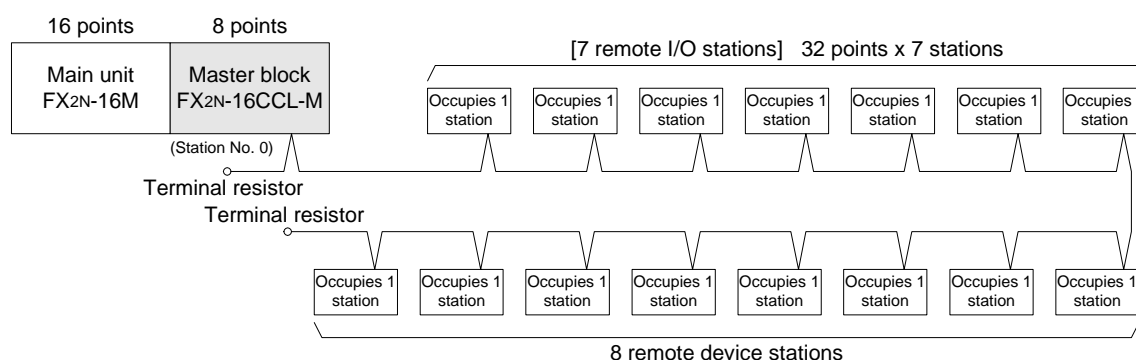 16 points
8 points
[7 remote I/O stations] 32 points x 7 stations
Main unit
FX2N-16M
Master block
FX2N-16CCL-M
(Station No. 0)
Occupies 1
station
Occupies 1
station
Occupies 1
station
Occupies 1
station
Occupies 1
station
Occupies 1
station
Occupies
station
Terminal resistor
Terminal resistor
Occupies 1
station
Occupies 1
station
Occupies 1
station
Occupies 1
station
Occupies 1
station
Occupies 1
station
Occupies 1
station
Occupies 1
station
8 remote device stations